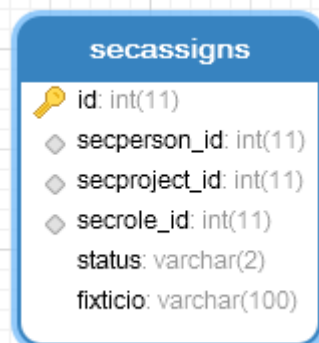 secassigns
id: int(11)
secperson_id: int(11)
secproject_id: int(11)
secrole_id: int(11)
status: varchar(2)
fixticio: varchar(100)